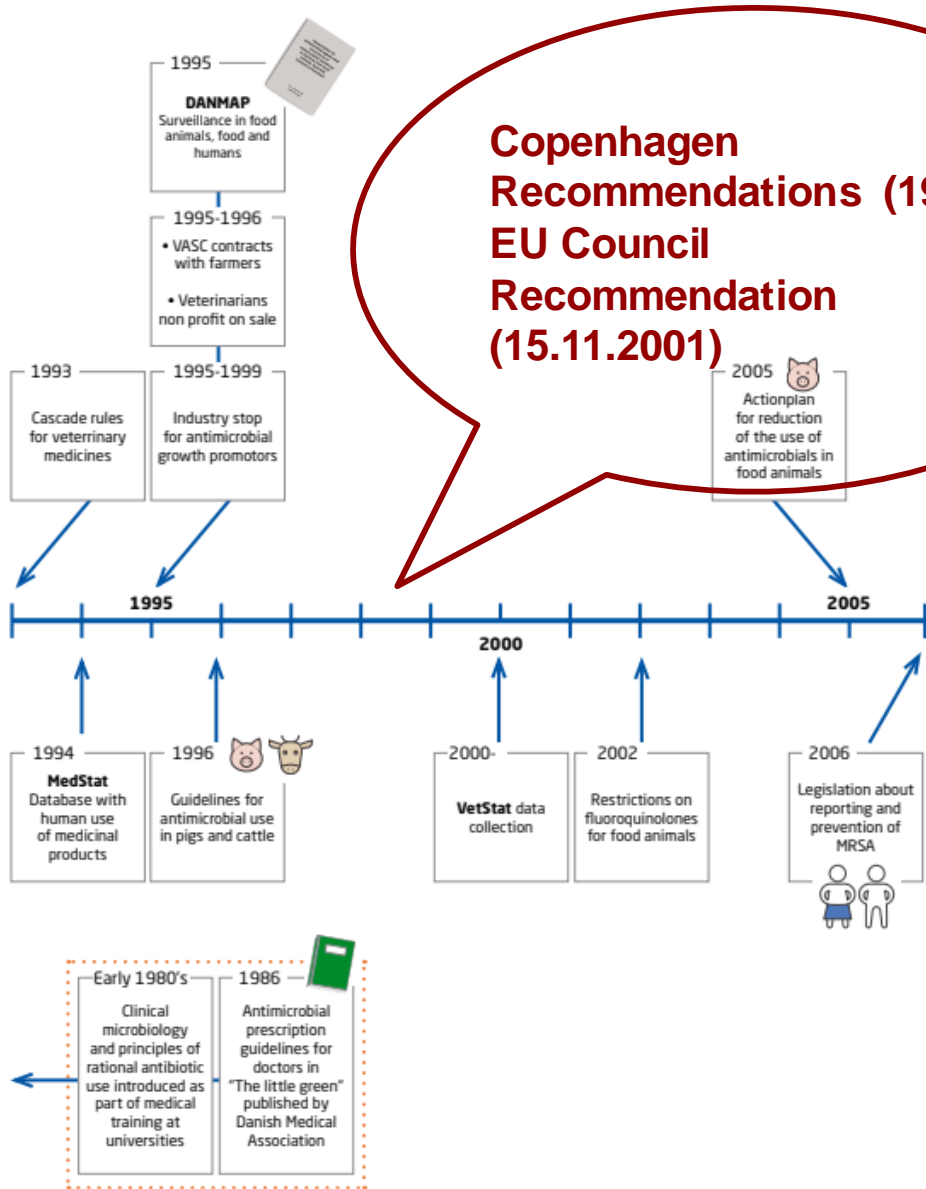 1995
DANMAP
Surveillance in food
animals, food and
humans
1995-1996
• VASC contracts
with farmers
• Veterinarians
non profit on sale
Copenhagen
Recommendations (19
EU Council
Recommendation
(15.11.2001)
1993
Cascade rules
for veterrinary
medicines
1995-1999
Industry stop
for antimicrobial
growth promotors
2005
Actionplan
for reduction
of the use of
antimicrobials in
food animals
1995
2000
2005
1994
MedStat
Database with
human use
of medicinal
products
1996
Guidelines for
antimicrobial use
in pigs and cattle
2000-
VetStat data
collection
2002
Restrictions on
fluoroquinolones
for food animals
2006
Legislation about
reporting and
prevention of
MRSA
Early 1980's
Clinical
microbiology
and principles of
rational antibiotic
use introduced as
part of medical
training at
universities
1986
Antimicrobial
prescription
guidelines for
doctors in
"The little green"
published by
Danish Medical
Association